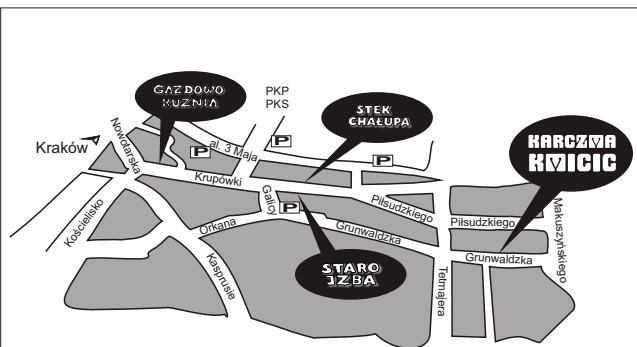 GAZDOWO
KUZNIA
PKP
PKS
STEK
CHAŁUPA
KARCZMA
KMICIC
Kraków
Nowotarska
P
al. 3 Maja
P
P
Krupówki
Galicy
P
Piłsudzkiego
Piłsudzkiego
Makuszyńskiego
Kościelisko
Orkana
Grunwaldzka
Grunwaldzka
Kasprusie
STARO
IZBA
Tetmajera